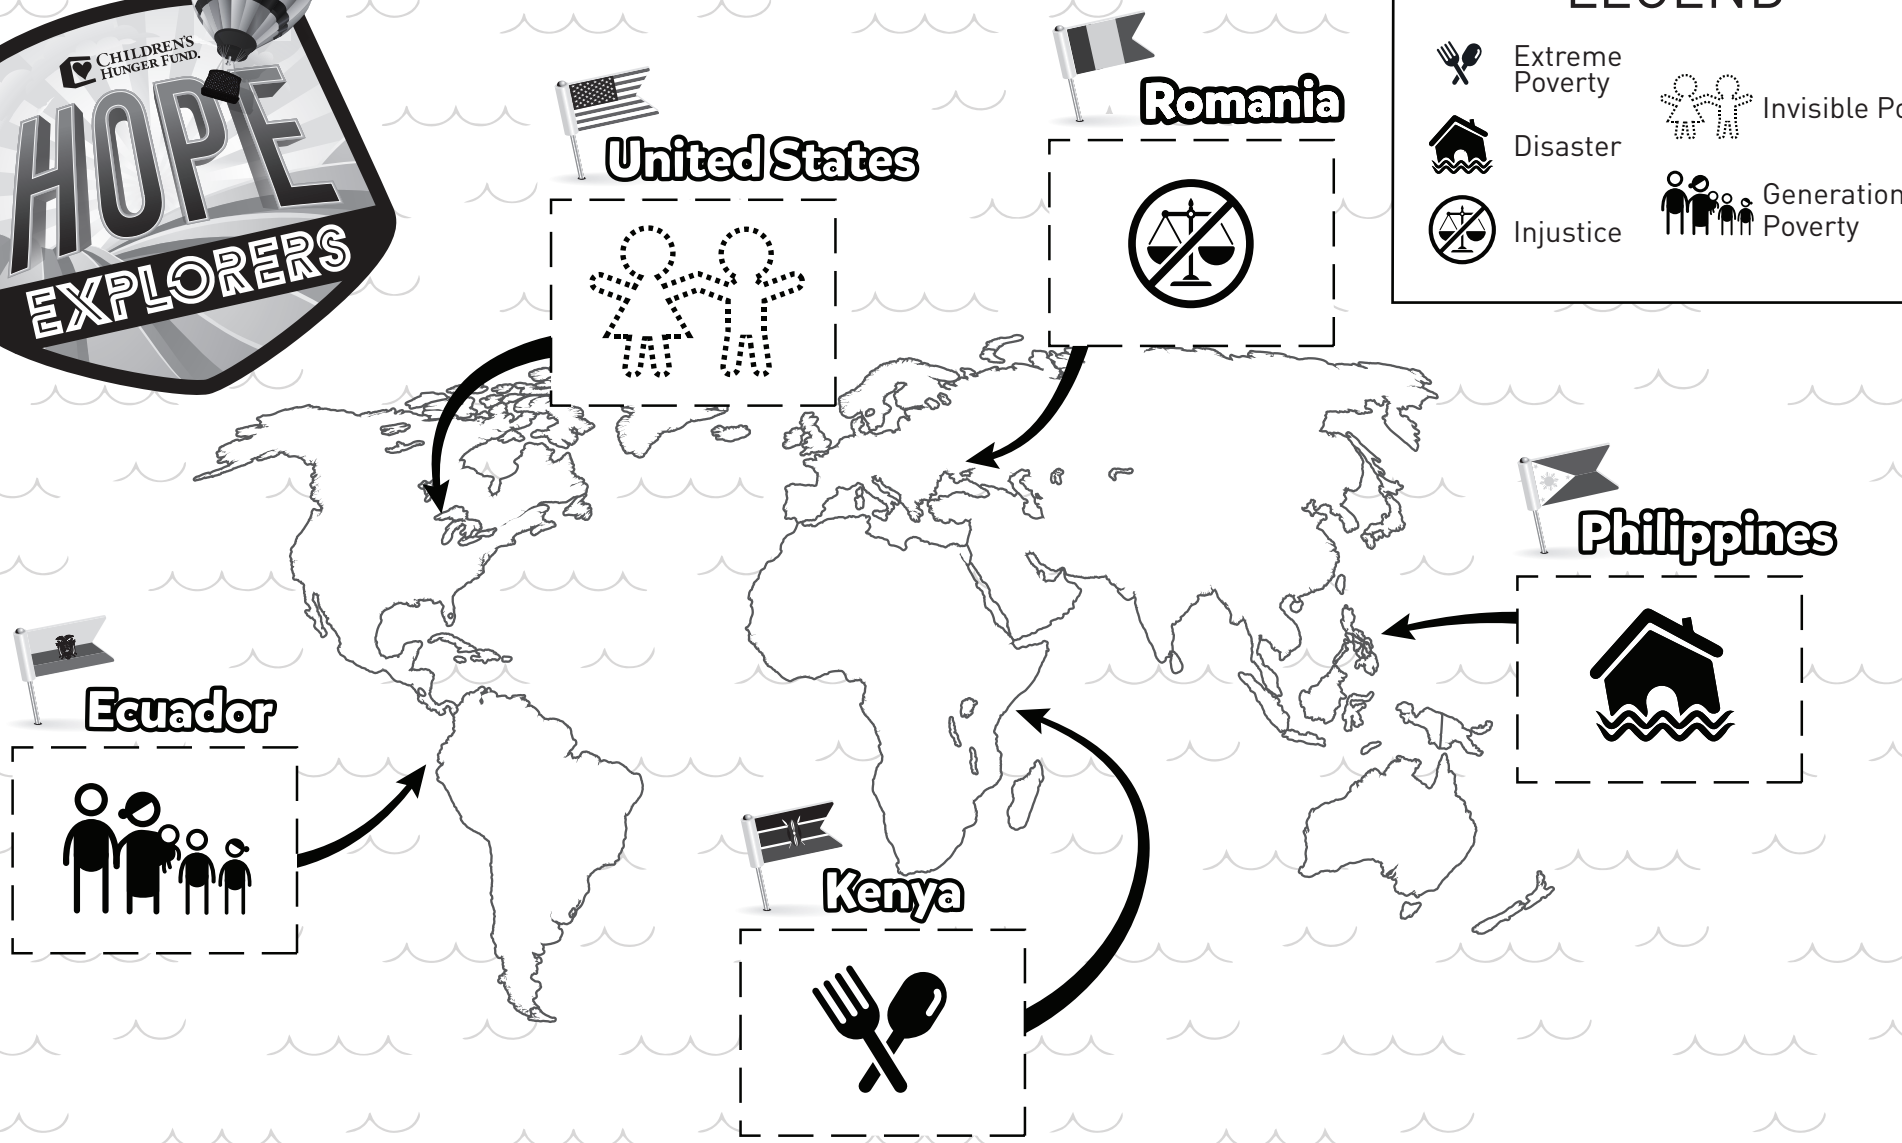 CHILDREN'S
HUNGER FUND.
HOPE
EXPLORERS
LEGEND
Extreme
Poverty
Disaster
Injustice
Invisible Po
Generation
Poverty
United States
Romania
Philippines
Ecuador
Kenya